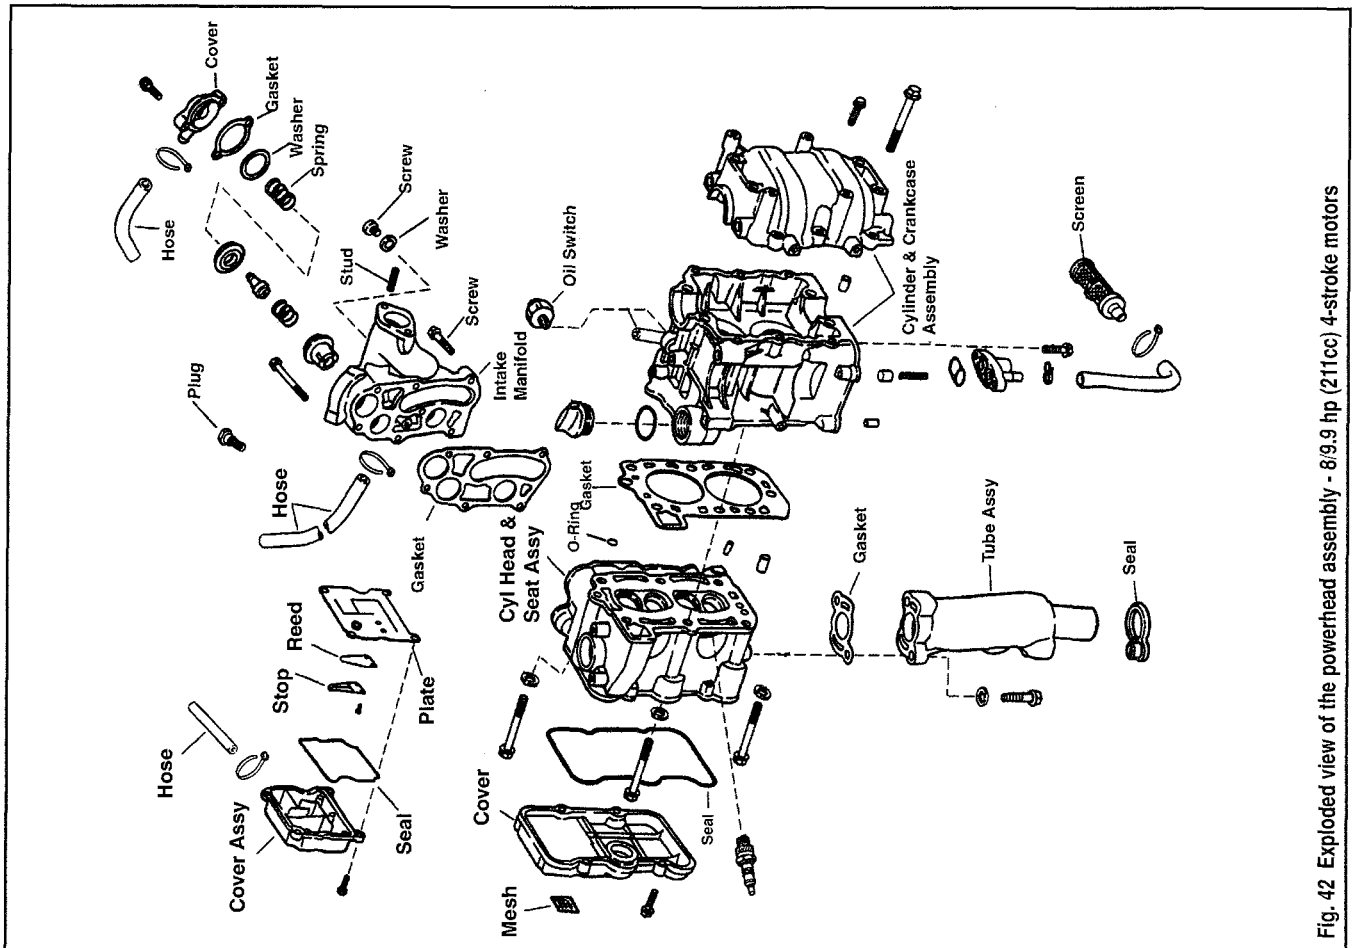 Cover
Gasket
Washer
Spring
Hose
Screw
Washer
Stud
Screw
Intake
Manifold
Plug
Hose
Gasket
Oil Switch
Cylinder & Crankcase
Assembly
Screen
Gasket
O-Ring
Cyl Head &
Seat Assy
Gasket
Tube Assy
Seal
Reed
Stop
Plate
Hose
Cover Assy
Seal
Cover
Seal
Mesh
Fig. 42 Exploded view of the powerhead assembly - 8/9.9 hp (211cc) 4-stroke motors